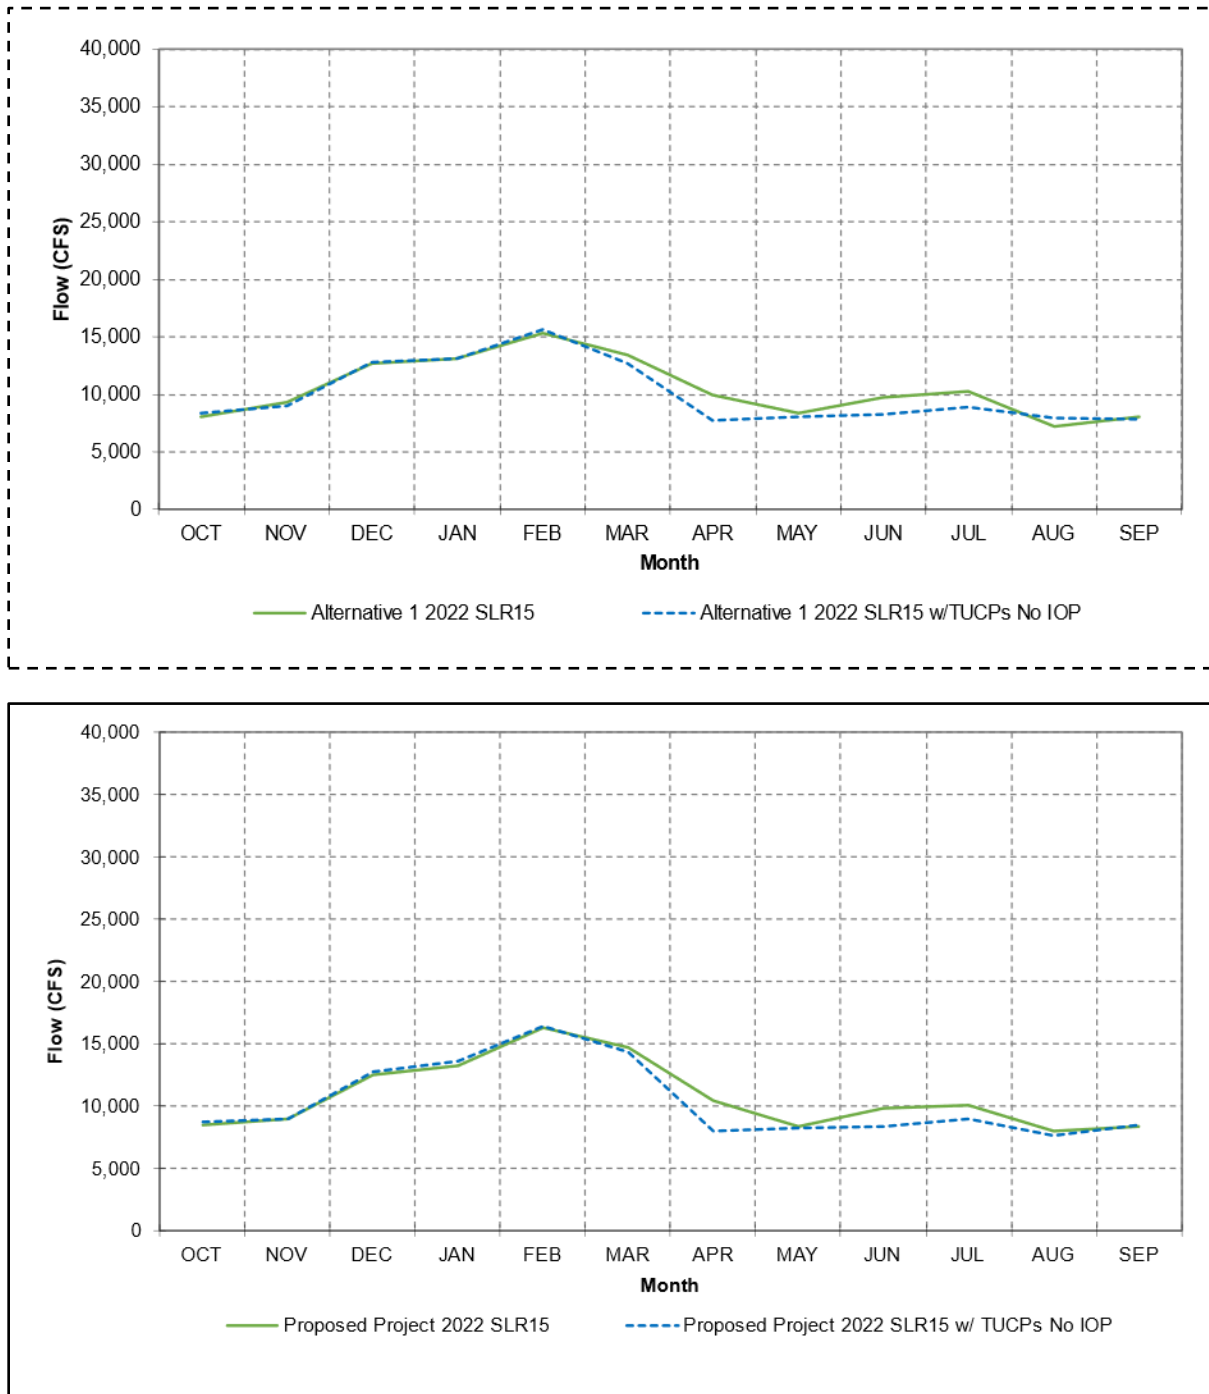 40,000
35,000
30,000
25,000
20,000
15,000
10,000
5,000
0
Flow (CFS)
OCT NOV DEC JAN FEB MAR APR MAY JUN JUL AUG SEP
Month
Alternative 1 2022 SLR15 Alternative 1 2022 SLR15 w/TUCPs No IOP
40,000
35,000
30,000
25,000
20,000
15,000
10,000
5,000
0
Flow (CFS)
OCT NOV DEC JAN FEB MAR APR MAY JUN JUL AUG SEP
Month
Proposed Project 2022 SLR15 Proposed Project 2022 SLR15 w/ TUCPs No IOP